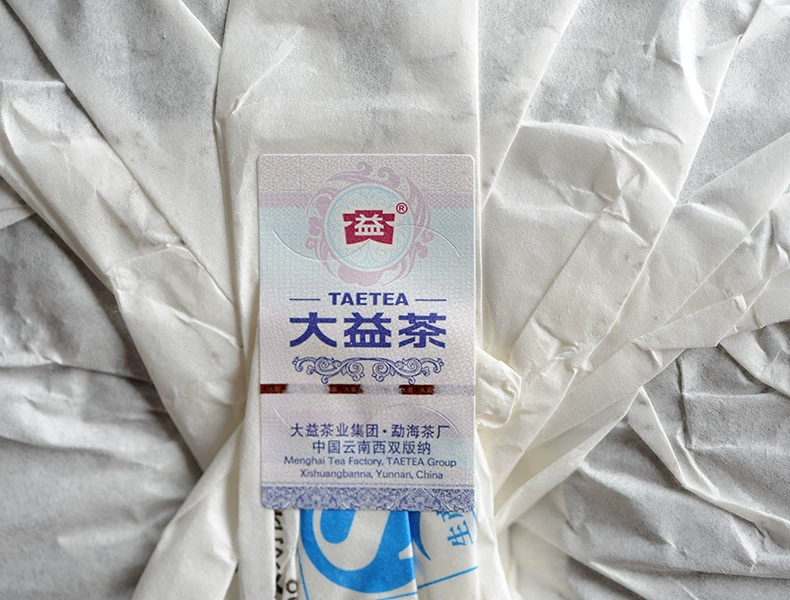 益®
TAETEA
大益茶
大益茶业集团·勐海茶厂
中国云南西双版纳
Menghai Tea Factory, TAETEA Group
Xishuangbanna, Yunnan, China